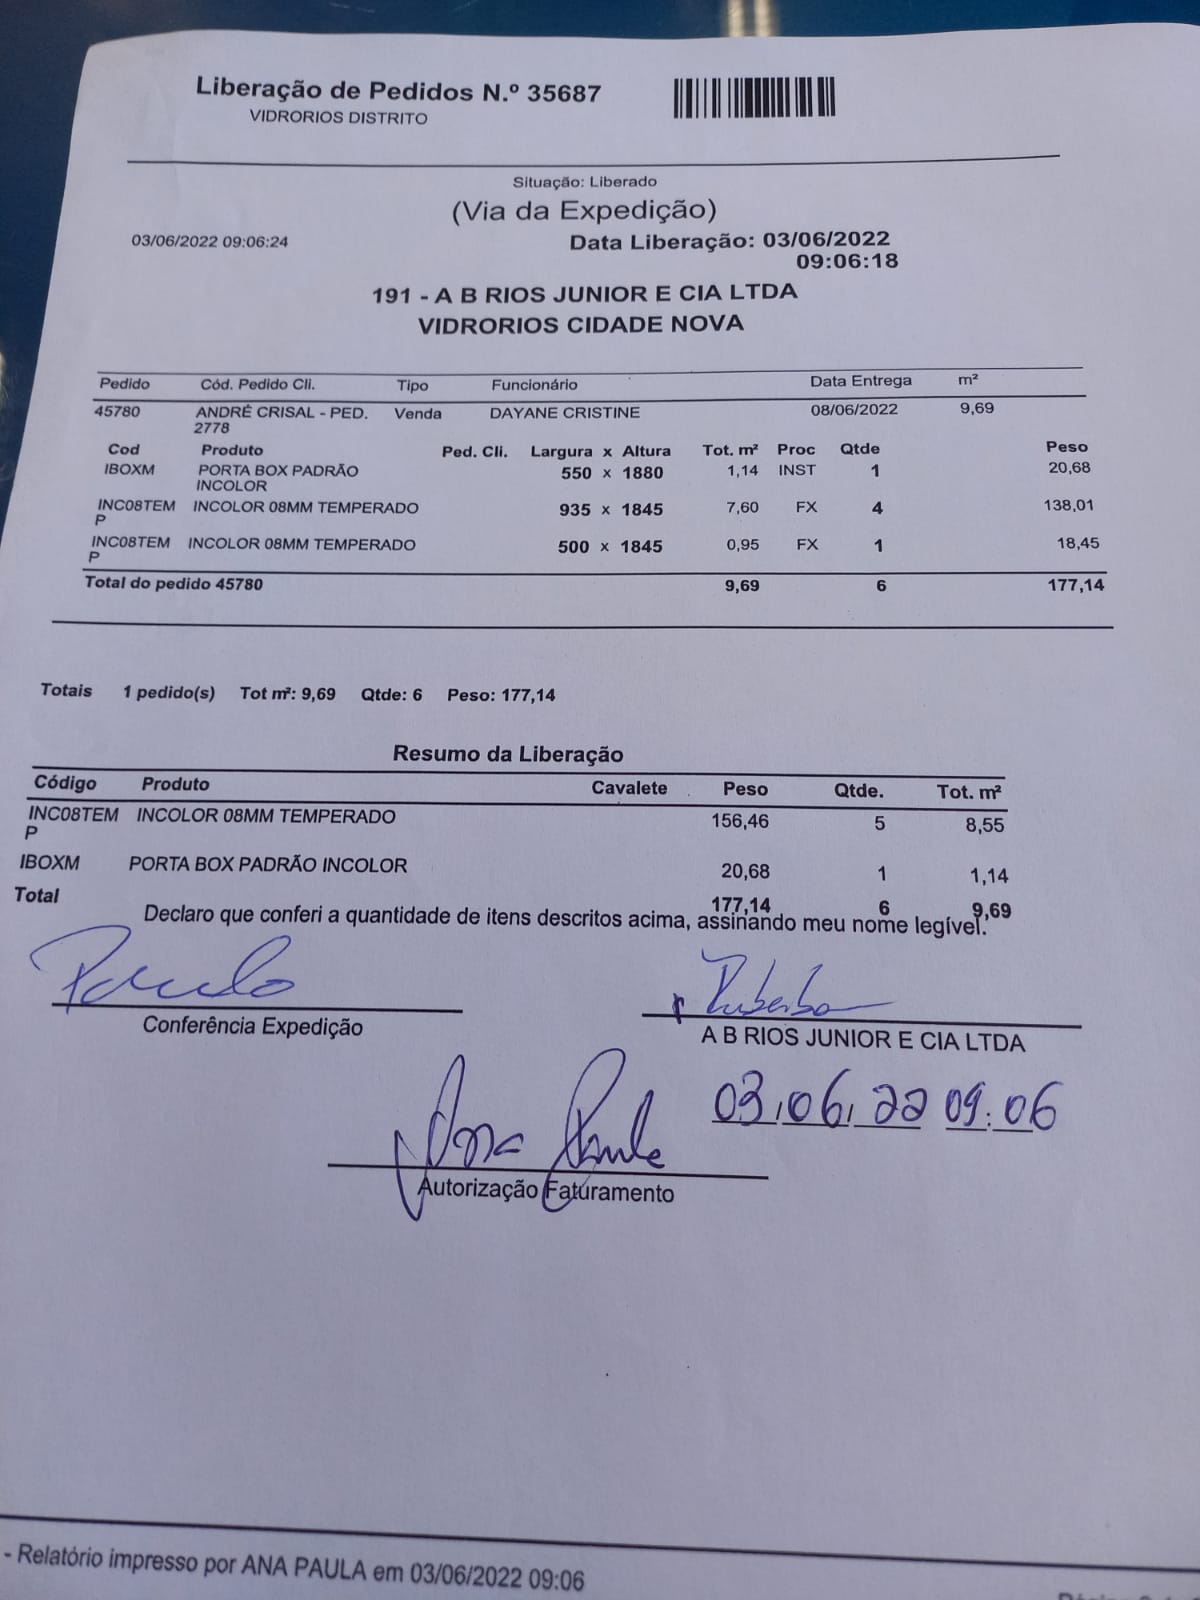 Liberação de Pedidos N.º 35687
VIDRORIOS DISTRITO
Situação: Liberado
(Via da Expedição)
03/06/2022 09:06:24 Data Liberação: 03/06/2022
09:06:18
191 - A B RIOS JUNIOR E CIA LTDA
VIDRORIOS CIDADE NOVA
Pedido Cód. Pedido Cli. Tipo Funcionário Data Entrega m²
45780 ANDRÉ CRISAL - PED. Venda DAYANE CRISTINE 08/06/2022 9,69
2778
Cod Produto Ped. Cli. Largura x Altura Tot. m² Proc Qtde Peso
IBOXM PORTA BOX PADRÃO 550 x 1880 1,14 INST 1 20,68
INCOLOR
INC08TEM INCOLOR 08MM TEMPERADO 935 x 1845 7,60 FX 4 138,01
P
INC08TEM INCOLOR 08MM TEMPERADO 500 x 1845 0,95 FX 1 18,45
P
Total do pedido 45780 9,69 6 177,14
Totais 1 pedido(s) Tot m²: 9,69 Qtde: 6 Peso: 177,14
Resumo da Liberação
Código Produto Cavalete Peso Qtde. Tot. m²
INC08TEM INCOLOR 08MM TEMPERADO 156,46 5 8,55
P
IBOXM PORTA BOX PADRÃO INCOLOR 20,68 1 1,14
Total 177,14 6 9,69
Declaro que conferi a quantidade de itens descritos acima, assinando meu nome legível.
Paulo
Conferência Expedição
A B RIOS JUNIOR E CIA LTDA
03/06/22 09:06
Ana Paula
Autorização Faturamento
- Relatório impresso por ANA PAULA em 03/06/2022 09:06